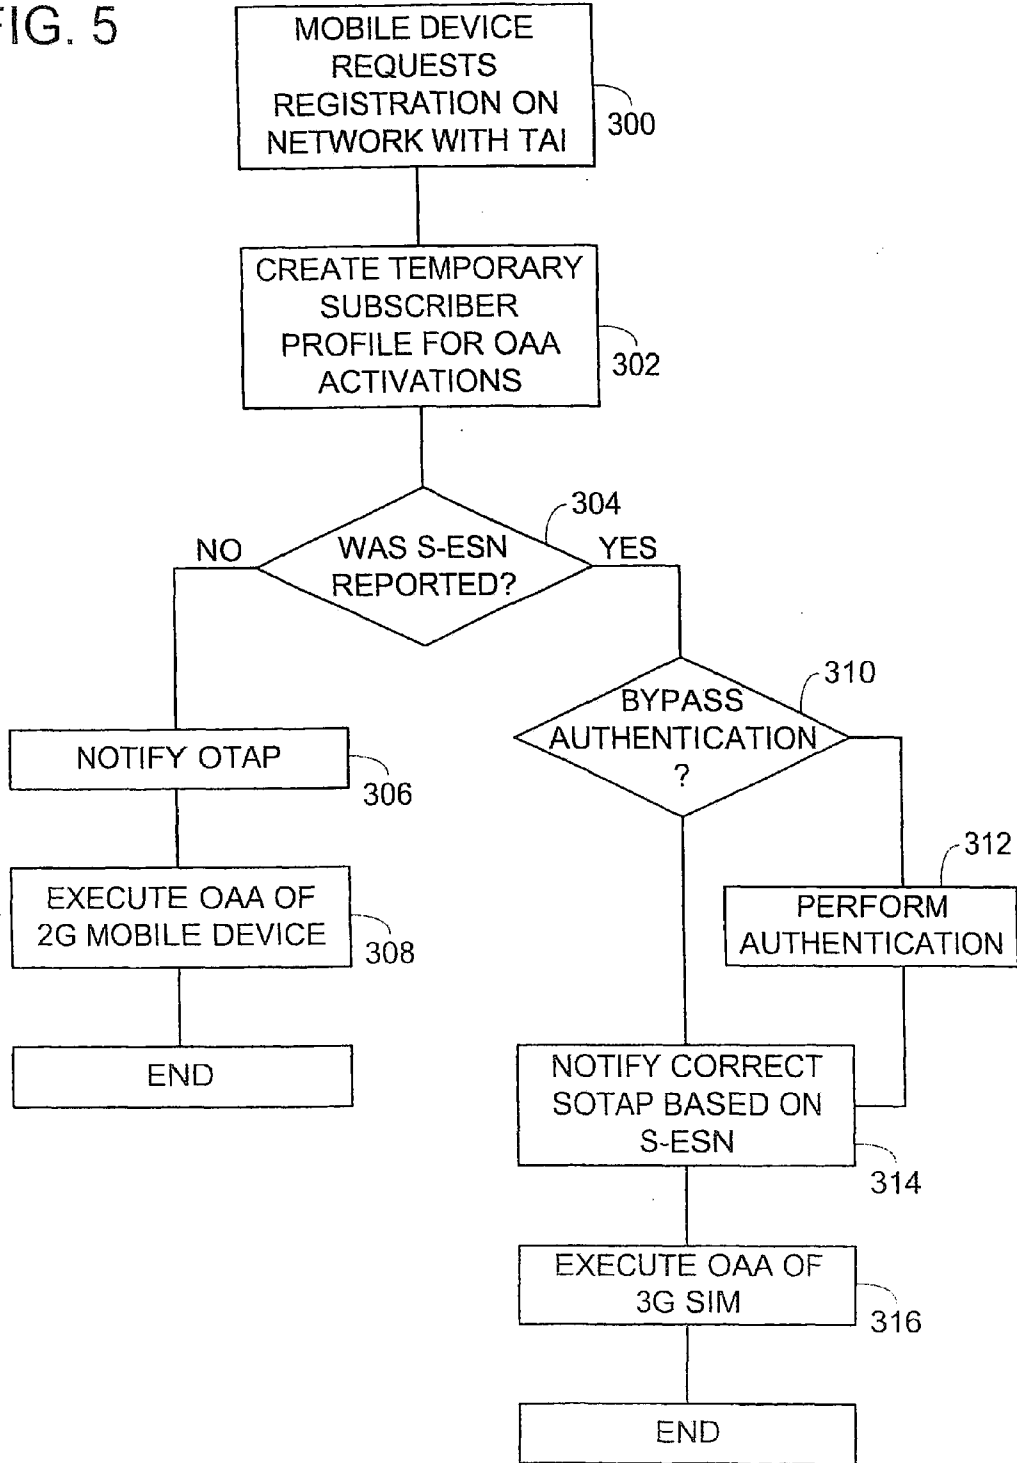 FIG. 5
MOBILE DEVICE
REQUESTS
REGISTRATION ON
NETWORK WITH TAI
300
CREATE TEMPORARY
SUBSCRIBER
PROFILE FOR OAA
ACTIVATIONS
302
304
NO
WAS S-ESN
REPORTED?
YES
310
BYPASS
AUTHENTICATION
?
NOTIFY OTAP
306
312
PERFORM
AUTHENTICATION
EXECUTE OAA OF
2G MOBILE DEVICE
308
END
NOTIFY CORRECT
SOTAP BASED ON
S-ESN
314
EXECUTE OAA OF
3G SIM
316
END